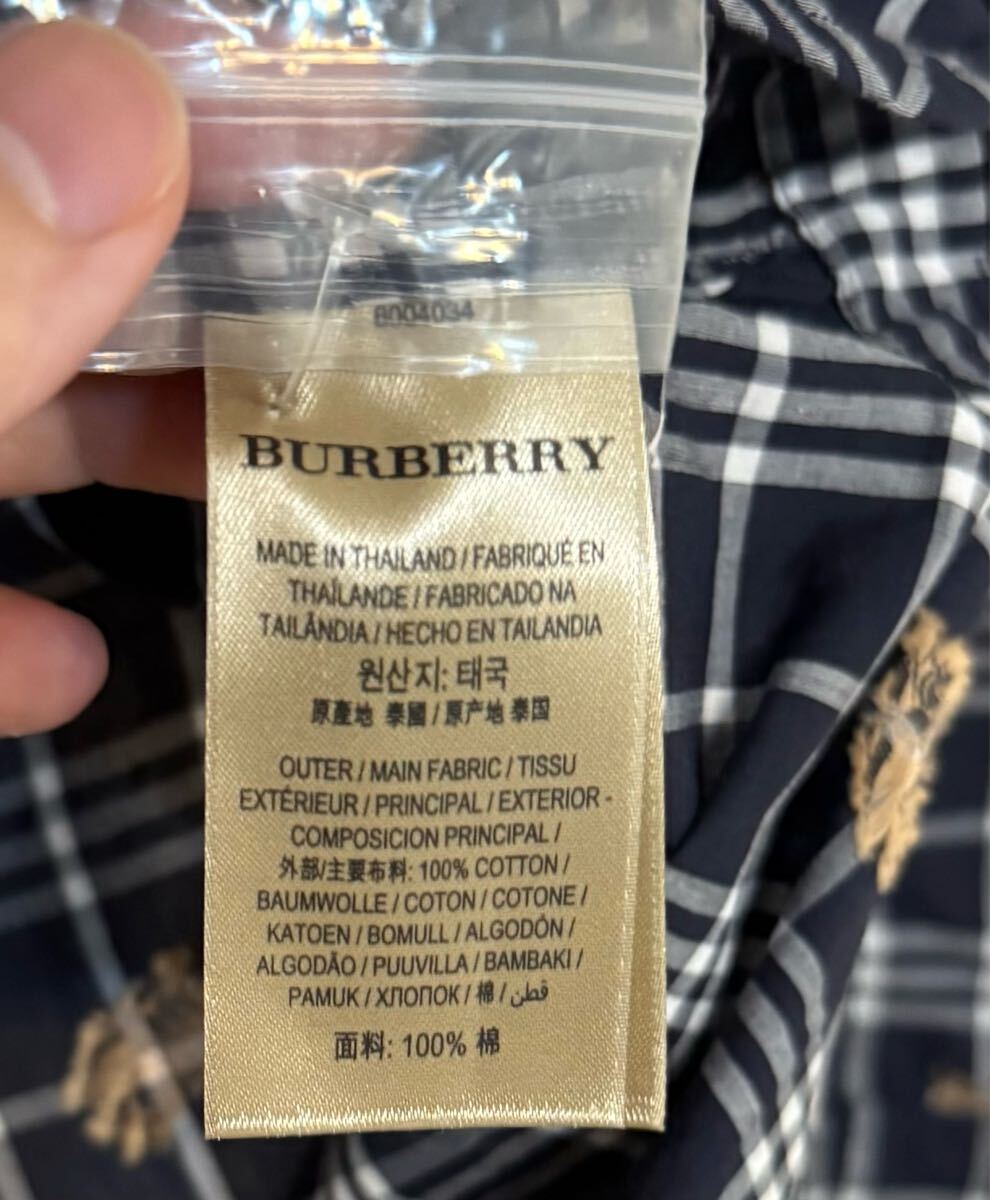 8004034
BURBERRY
MADE IN THAILAND / FABRIQUÉ EN
THAÏLANDE / FABRICADO NA
TAILÂNDIA / HECHO EN TAILANDIA
원산지: 태국
原產地 泰國 / 原产地 泰国
OUTER / MAIN FABRIC / TISSU
EXTÉRIEUR / PRINCIPAL / EXTERIOR -
COMPOSICION PRINCIPAL /
外部/主要布料: 100% COTTON /
BAUMWOLLE / COTON / COTONE /
KATOEN / BOMULL / ALGODÓN /
ALGODÃO / PUUVILLA / BAMBAKI /
PAMUK / ХЛОПОК / 棉 / قطن
面料: 100% 棉